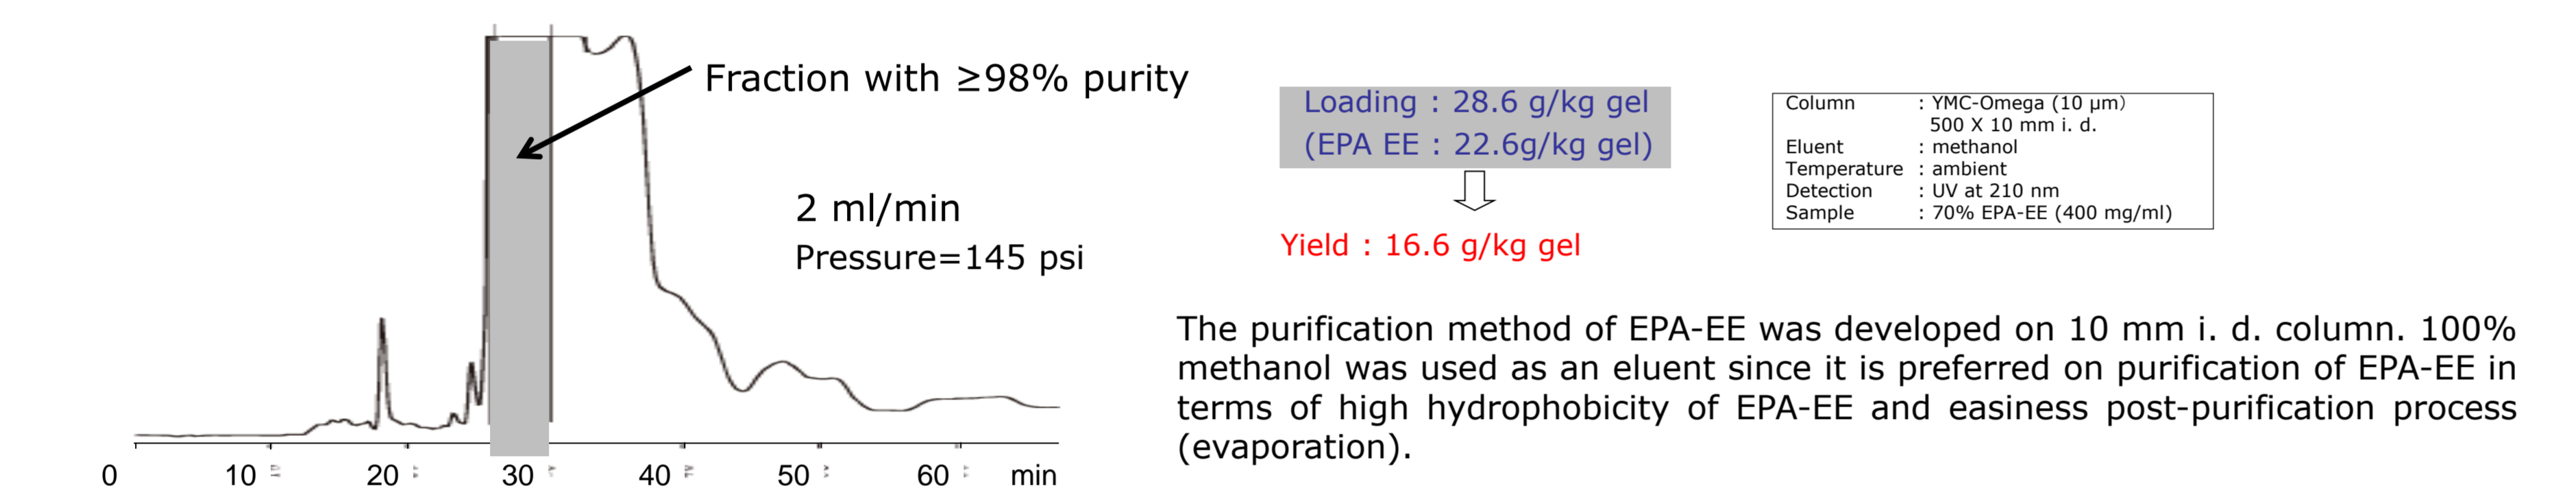 Fraction with ≥98% purity
2 ml/min
Pressure=145 psi
0 10 20 30 40 50 60 min
Loading : 28.6 g/kg gel
(EPA EE : 22.6g/kg gel)
Yield : 16.6 g/kg gel
Column : YMC-Omega (10 μm)
500 X 10 mm i. d.
Eluent : methanol
Temperature : ambient
Detection : UV at 210 nm
Sample : 70% EPA-EE (400 mg/ml)
The purification method of EPA-EE was developed on 10 mm i. d. column. 100%
methanol was used as an eluent since it is preferred on purification of EPA-EE in
terms of high hydrophobicity of EPA-EE and easiness post-purification process
(evaporation).